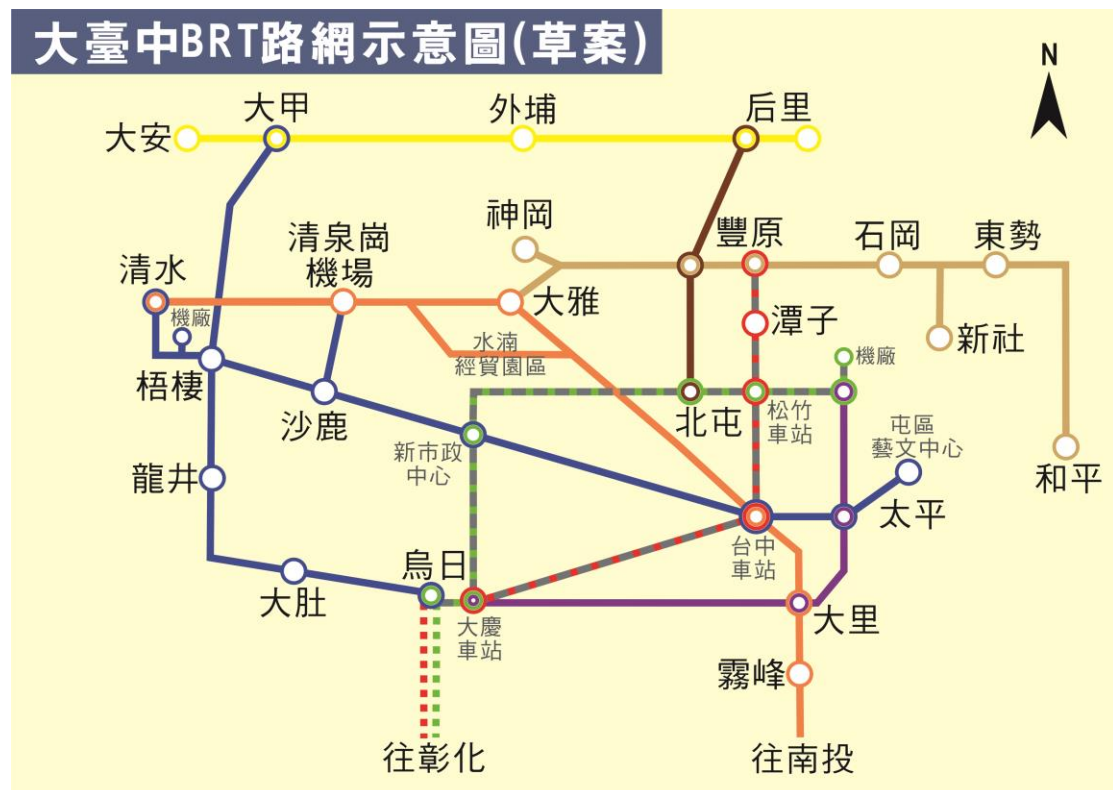 大臺中BRT路網示意圖(草案)
N
大甲
外埔
后里
大安
神岡
豐原
石岡
東勢
清泉崗
機場
清水
大雅
潭子
機廠
新社
水湳
經貿園區
機廠
梧棲
沙鹿
北屯
松竹
車站
屯區
藝文中心
新市政
中心
和平
龍井
太平
台中
車站
烏日
大肚
大慶
車站
大里
霧峰
往彰化
往南投